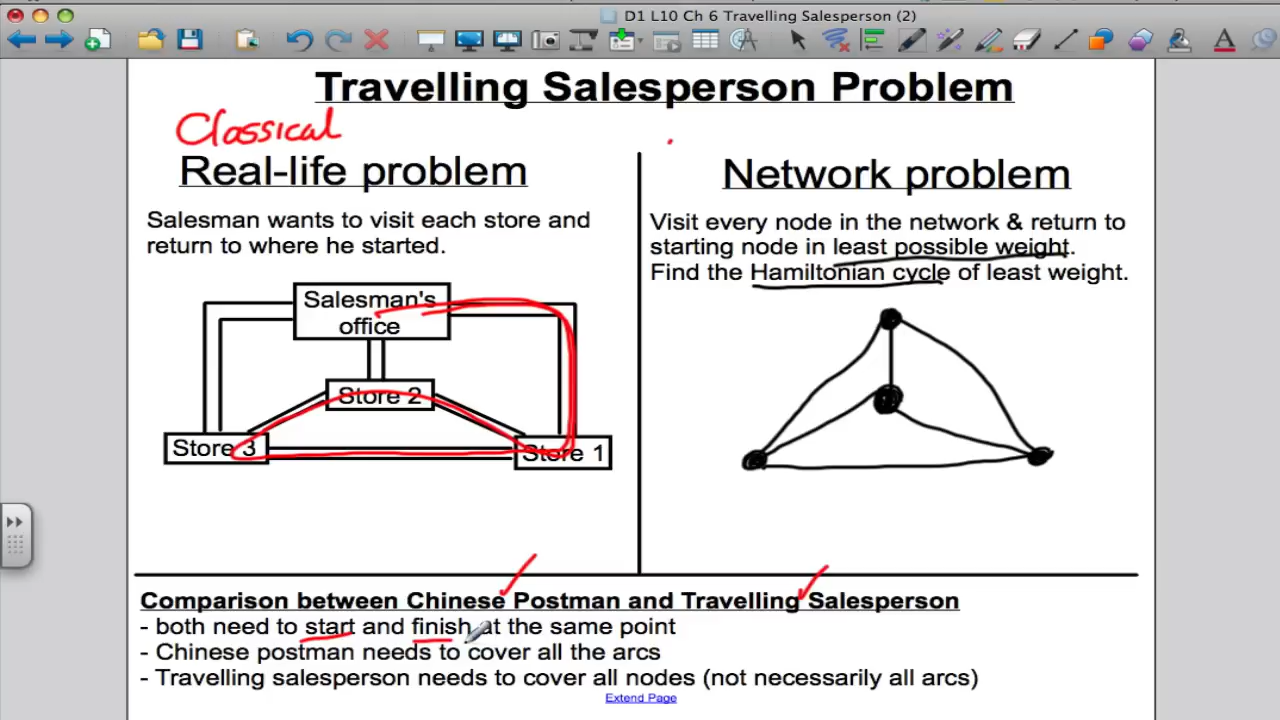 D1 L10 Ch 6 Travelling Salesperson (2)
Travelling Salesperson Problem
Classical
Real-life problem
Salesman wants to visit each store and
return to where he started.
Salesman's
office
Store 2
Store 3
Store 1
Network problem
Visit every node in the network & return to
starting node in least possible weight.
Find the Hamiltonian cycle of least weight.
Comparison between Chinese Postman and Travelling Salesperson
- both need to start and finish at the same point
- Chinese postman needs to cover all the arcs
- Travelling salesperson needs to cover all nodes (not necessarily all arcs)
Extend Page